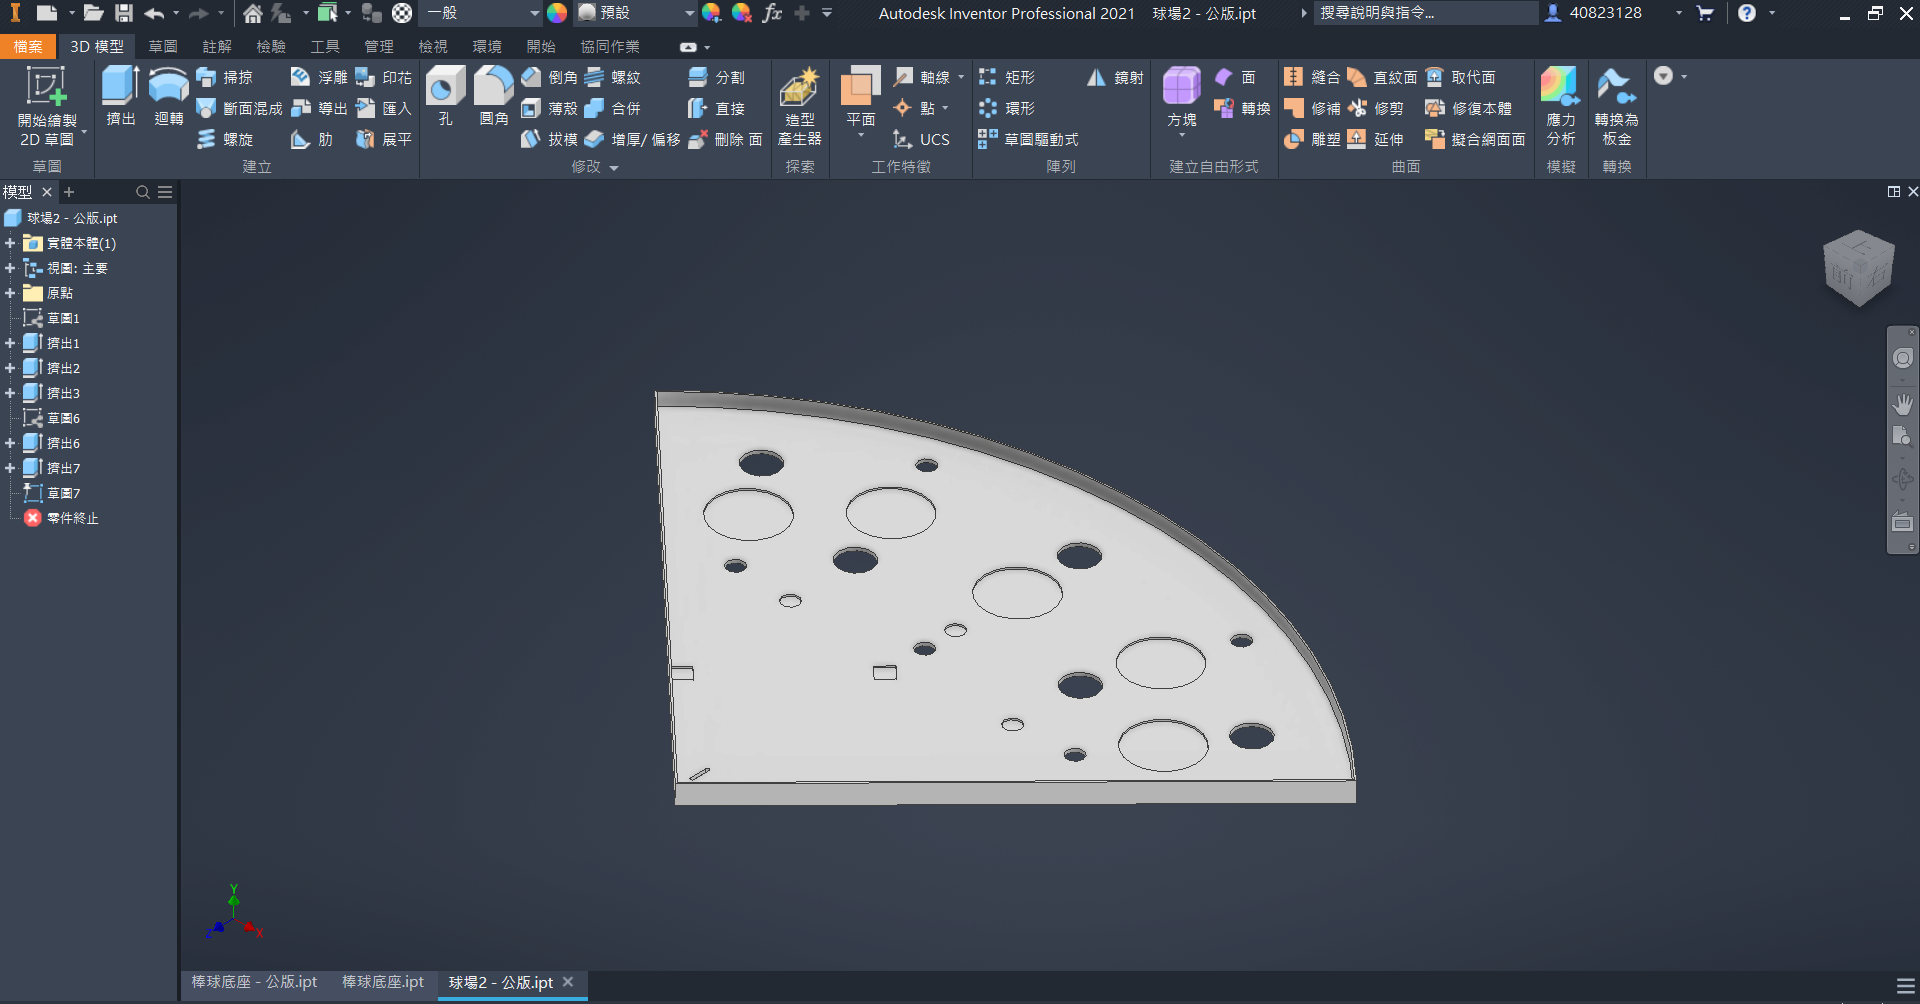 一般
預設
fx
Autodesk Inventor Professional 2021 球場2 - 公版.ipt
搜尋說明與指令...
40823128
檔案 3D 模型 草圖 註解 檢驗 工具 管理 檢視 環境 開始 協同作業
開始繪製
2D 草圖
草圖
擠出
迴轉
掃掠
斷面混成
螺旋
浮雕
導出
肋
印花
匯入
展平
建立
孔
圓角
倒角
薄殼
拔模
螺紋
合併
增厚/ 偏移
分割
直接
刪除 面
修改
造型
產生器
探索
平面
軸線
點
UCS
工作特徵
矩形
環形
草圖驅動式
鏡射
陣列
方塊
面
轉換
建立自由形式
縫合
修補
雕塑
直紋面
修剪
延伸
取代面
修復本體
擬合網面面
曲面
應力
分析
模擬
轉換為
板金
轉換
模型
球場2 - 公版.ipt
實體本體(1)
視圖: 主要
原點
草圖1
擠出1
擠出2
擠出3
草圖6
擠出6
擠出7
草圖7
零件終止
Y
Z
X
棒球底座 - 公版.ipt
棒球底座.ipt
球場2 - 公版.ipt